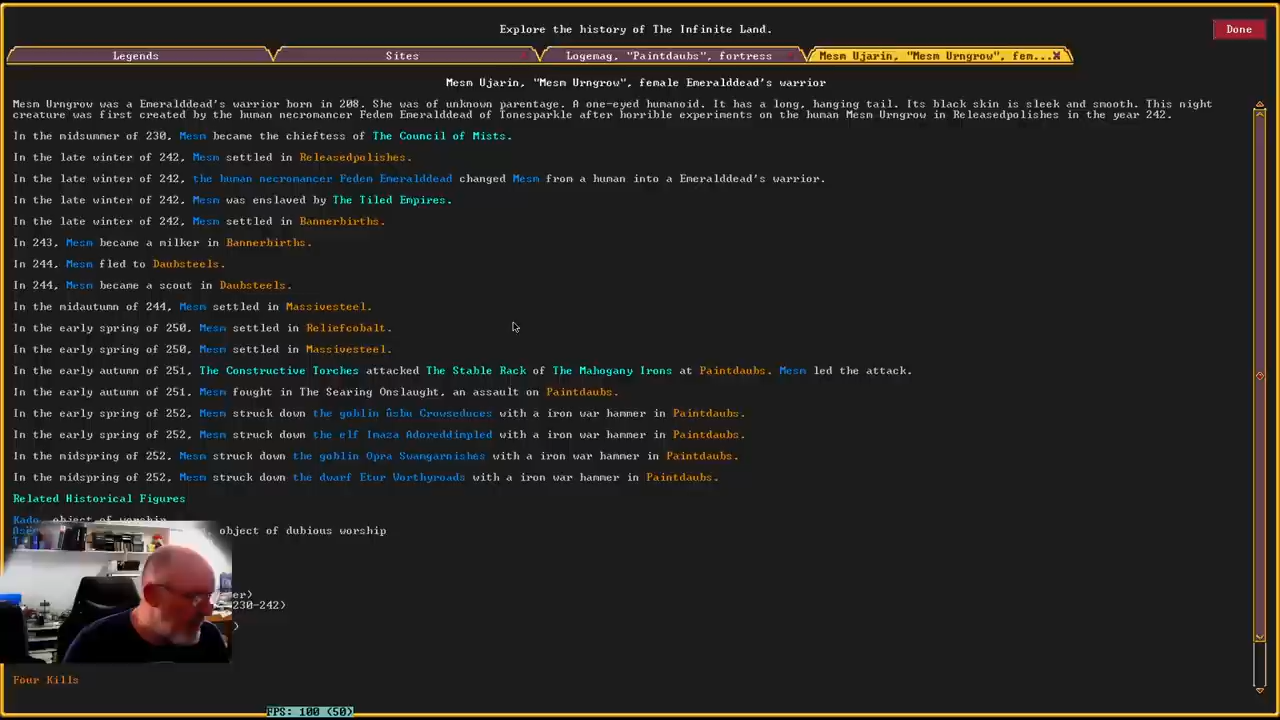 Explore the history of The Infinite Land.
Done
Legends
Sites
Logemag, "Paintdaubs", fortress
Mesm Ujarin, "Mesm Urngrow", fem...X
Mesm Ujarin, "Mesm Urngrow", female Emeralddead's warrior
Mesm Urngrow was a Emeralddead's warrior born in 208. She was of unknown parentage. A one-eyed humanoid. It has a long, hanging tail. Its black skin is sleek and smooth. This night
creature was first created by the human necromancer Fedem Emeralddead of Tonesparkle after horrible experiments on the human Mesm Urngrow in Releasedpolishes in the year 242.
In the midsummer of 230, Mesm became the chieftess of The Council of Mists.
In the late winter of 242, Mesm settled in Releasedpolishes.
In the late winter of 242, the human necromancer Fedem Emeralddead changed Mesm from a human into a Emeralddead's warrior.
In the late winter of 242, Mesm was enslaved by The Tiled Empires.
In the late winter of 242, Mesm settled in Bannerbirths.
In 243, Mesm became a milker in Bannerbirths.
In 244, Mesm fled to Daubsteels.
In 244, Mesm became a scout in Daubsteels.
In the midautumn of 244, Mesm settled in Massivesteel.
In the early spring of 250, Mesm settled in Reliefcobalt.
In the early spring of 250, Mesm settled in Massivesteel.
In the early autumn of 251, The Constructive Torches attacked The Stable Rack of The Mahogany Irons at Paintdaubs. Mesm led the attack.
In the early autumn of 251, Mesm fought in The Searing Onslaught, an assault on Paintdaubs.
In the early spring of 252, Mesm struck down the goblin ûsbu Crowseduces with a iron war hammer in Paintdaubs.
In the early spring of 252, Mesm struck down the elf Imaza Adoreddimpled with a iron war hammer in Paintdaubs.
In the midspring of 252, Mesm struck down the goblin Opra Swangarnishes with a iron war hammer in Paintdaubs.
In the midspring of 252, Mesm struck down the dwarf Etur Worthyroads with a iron war hammer in Paintdaubs.
Related Historical Figures
Kado, object of worship
, object of dubious worship
er)
230-242)
)
Four Kills
FPS: 100 (50)